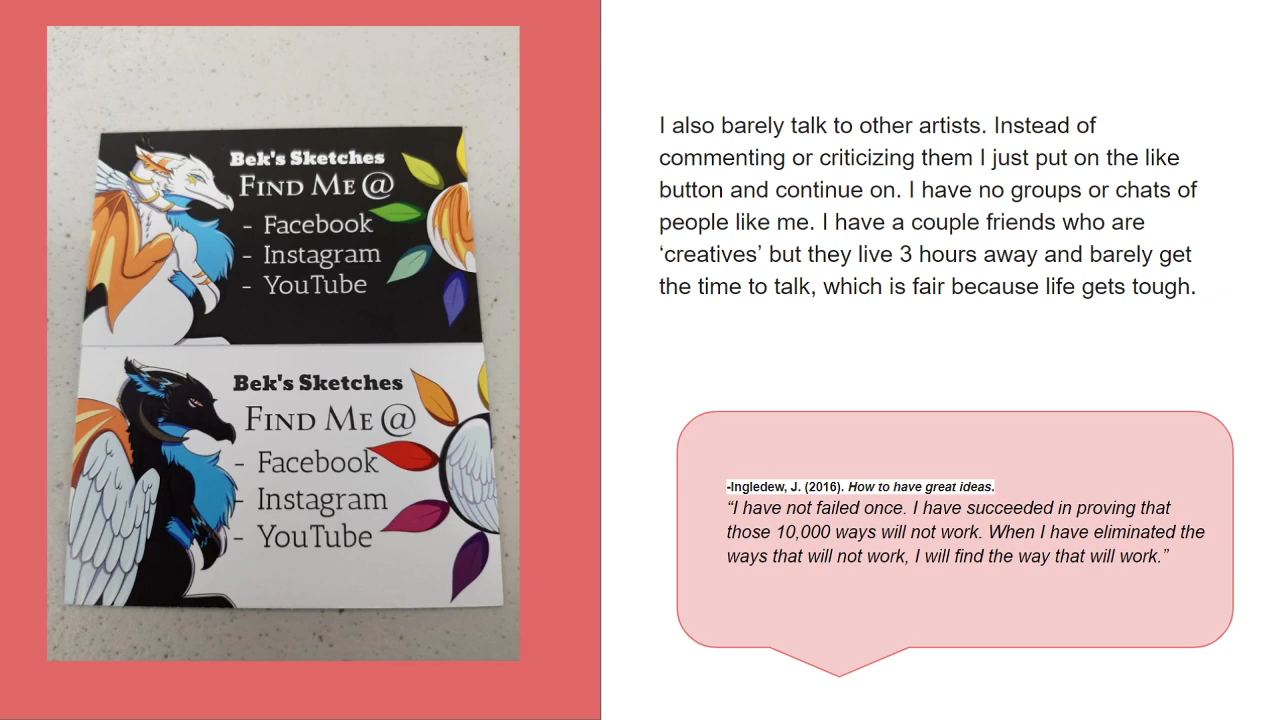 Bek's Sketches
Find Me @
- Facebook
- Instagram
- YouTube
Bek's Sketches
Find Me @
- Facebook
- Instagram
- YouTube
I also barely talk to other artists. Instead of
commenting or criticizing them I just put on the like
button and continue on. I have no groups or chats of
people like me. I have a couple friends who are
‘creatives’ but they live 3 hours away and barely get
the time to talk, which is fair because life gets tough.
-Ingledew, J. (2016). How to have great ideas.
“I have not failed once. I have succeeded in proving that
those 10,000 ways will not work. When I have eliminated the
ways that will not work, I will find the way that will work.”